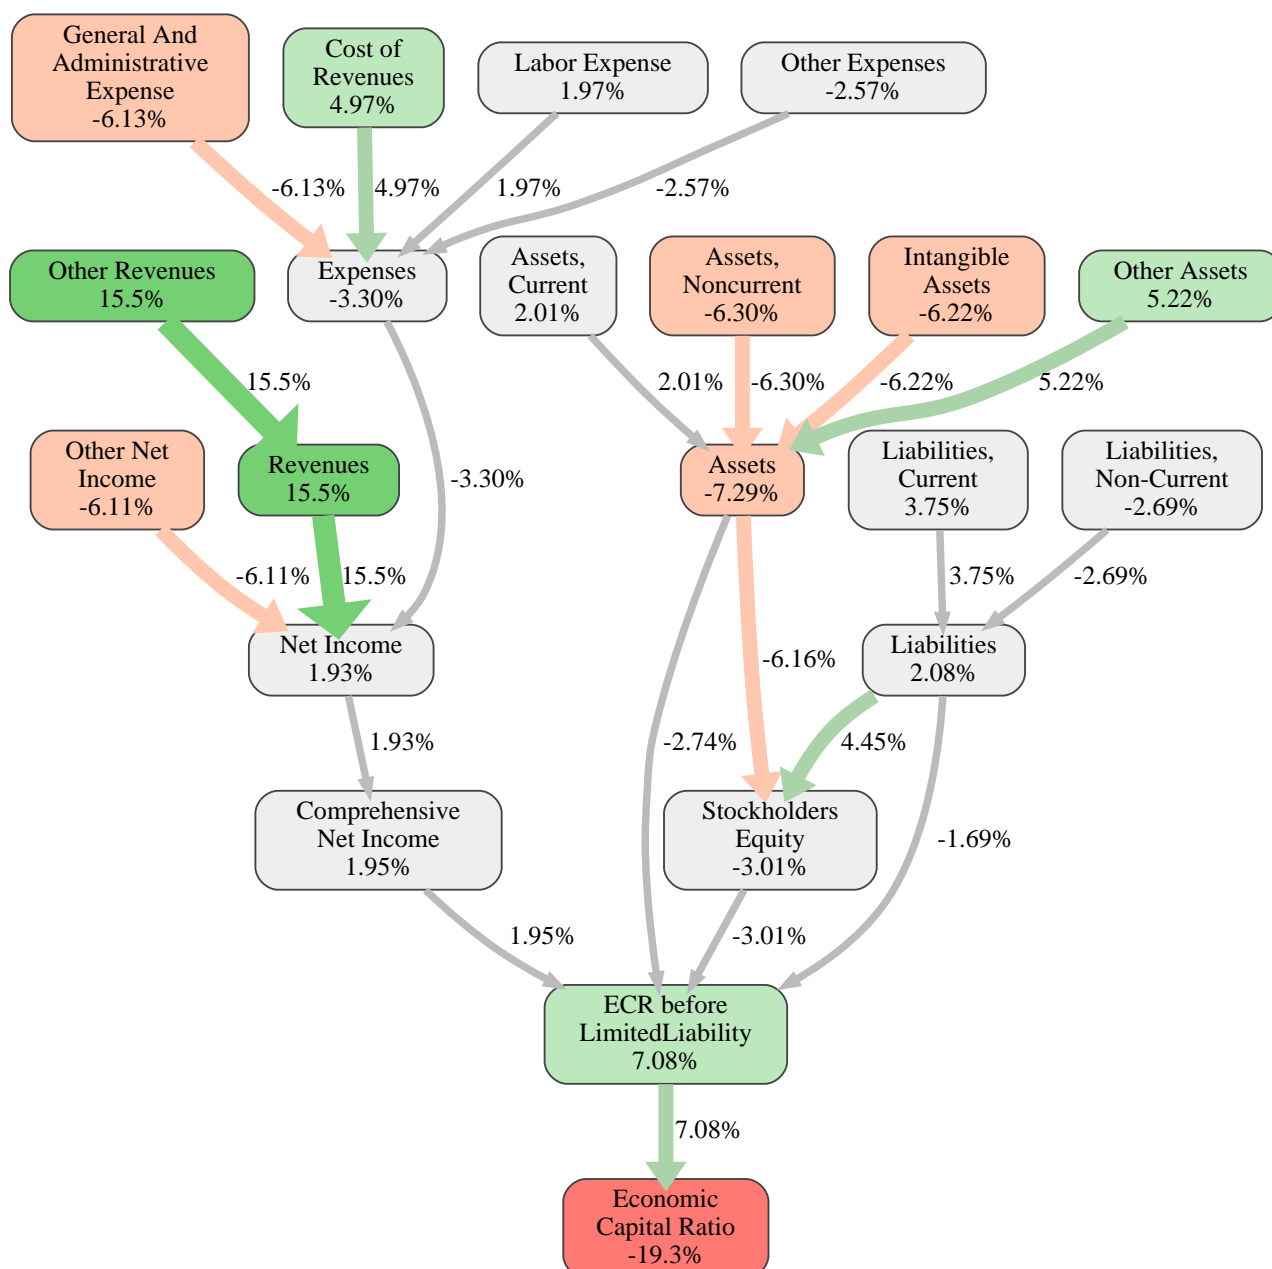 General And
Administrative
Expense
-6.13%
Cost of
Revenues
4.97%
Labor Expense
1.97%
Other Expenses
-2.57%
-6.13%
4.97%
1.97%
-2.57%
Other Revenues
15.5%
Expenses
-3.30%
Assets,
Current
2.01%
Assets,
Noncurrent
-6.30%
Intangible
Assets
-6.22%
Other Assets
5.22%
15.5%
2.01%
-6.30%
-6.22%
5.22%
Other Net
Income
-6.11%
Revenues
15.5%
-3.30%
Assets
-7.29%
Liabilities,
Current
3.75%
Liabilities,
Non-Current
-2.69%
-6.11%
15.5%
3.75%
-2.69%
Net Income
1.93%
-6.16%
Liabilities
2.08%
1.93%
-2.74%
4.45%
Comprehensive
Net Income
1.95%
Stockholders
Equity
-3.01%
-1.69%
1.95%
-3.01%
ECR before
LimitedLiability
7.08%
7.08%
Economic
Capital Ratio
-19.3%